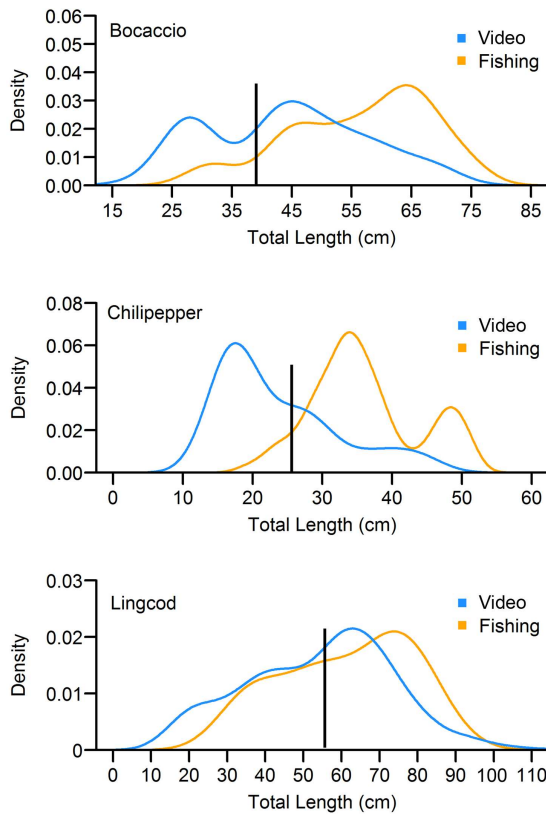 0.06
Bocaccio
Video
Fishing
0.05
0.04
0.03
0.02
0.01
0.00
Density
15 25 35 45 55 65 75 85
Total Length (cm)
0.08
Chilipepper
Video
Fishing
0.06
0.04
0.02
0.00
Density
0 10 20 30 40 50 60
Total Length (cm)
0.03
Lingcod
Video
Fishing
0.02
0.01
0
Density
0 10 20 30 40 50 60 70 80 90 100 110
Total Length (cm)